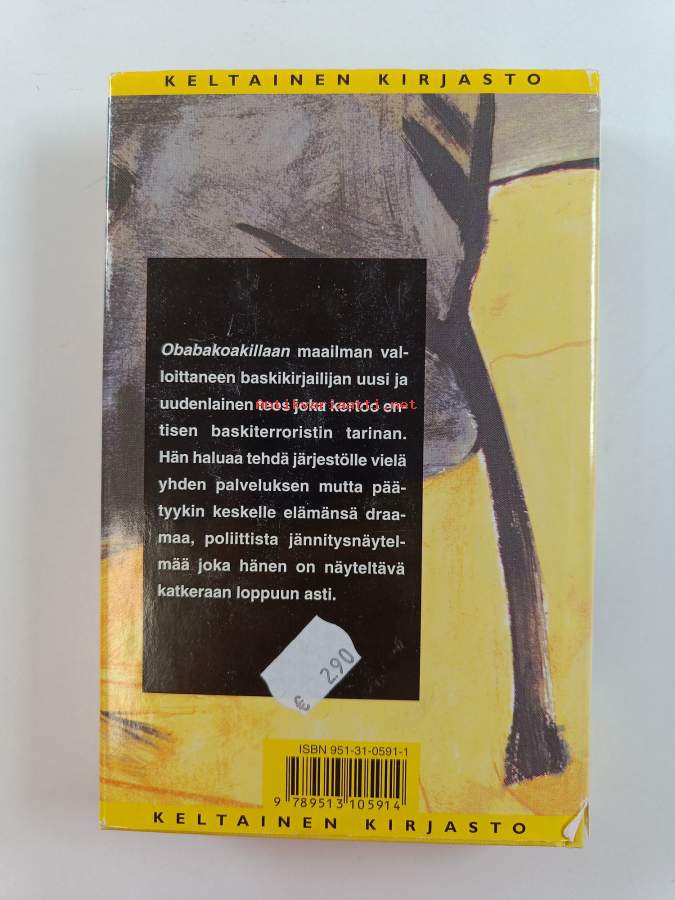 KELTAINEN KIRJASTO
Obabakoakillaan maailman val-
loittaneen baskikirjailijan uusi ja
uudenlainen teos joka kertoo en-
antikvariaatti.net
tisen baskiterroristin tarinan.
Hän haluaa tehdä järjestölle vielä
yhden palveluksen mutta pää-
tyykin keskelle elämänsä draa-
maa, poliittista jännitysnäytel-
mää joka hänen on näyteltävä
katkeraan loppuun asti.
€ 2.90
ISBN 951-31-0591-1
9 789513 105914
KELTAINEN KIRJASTO